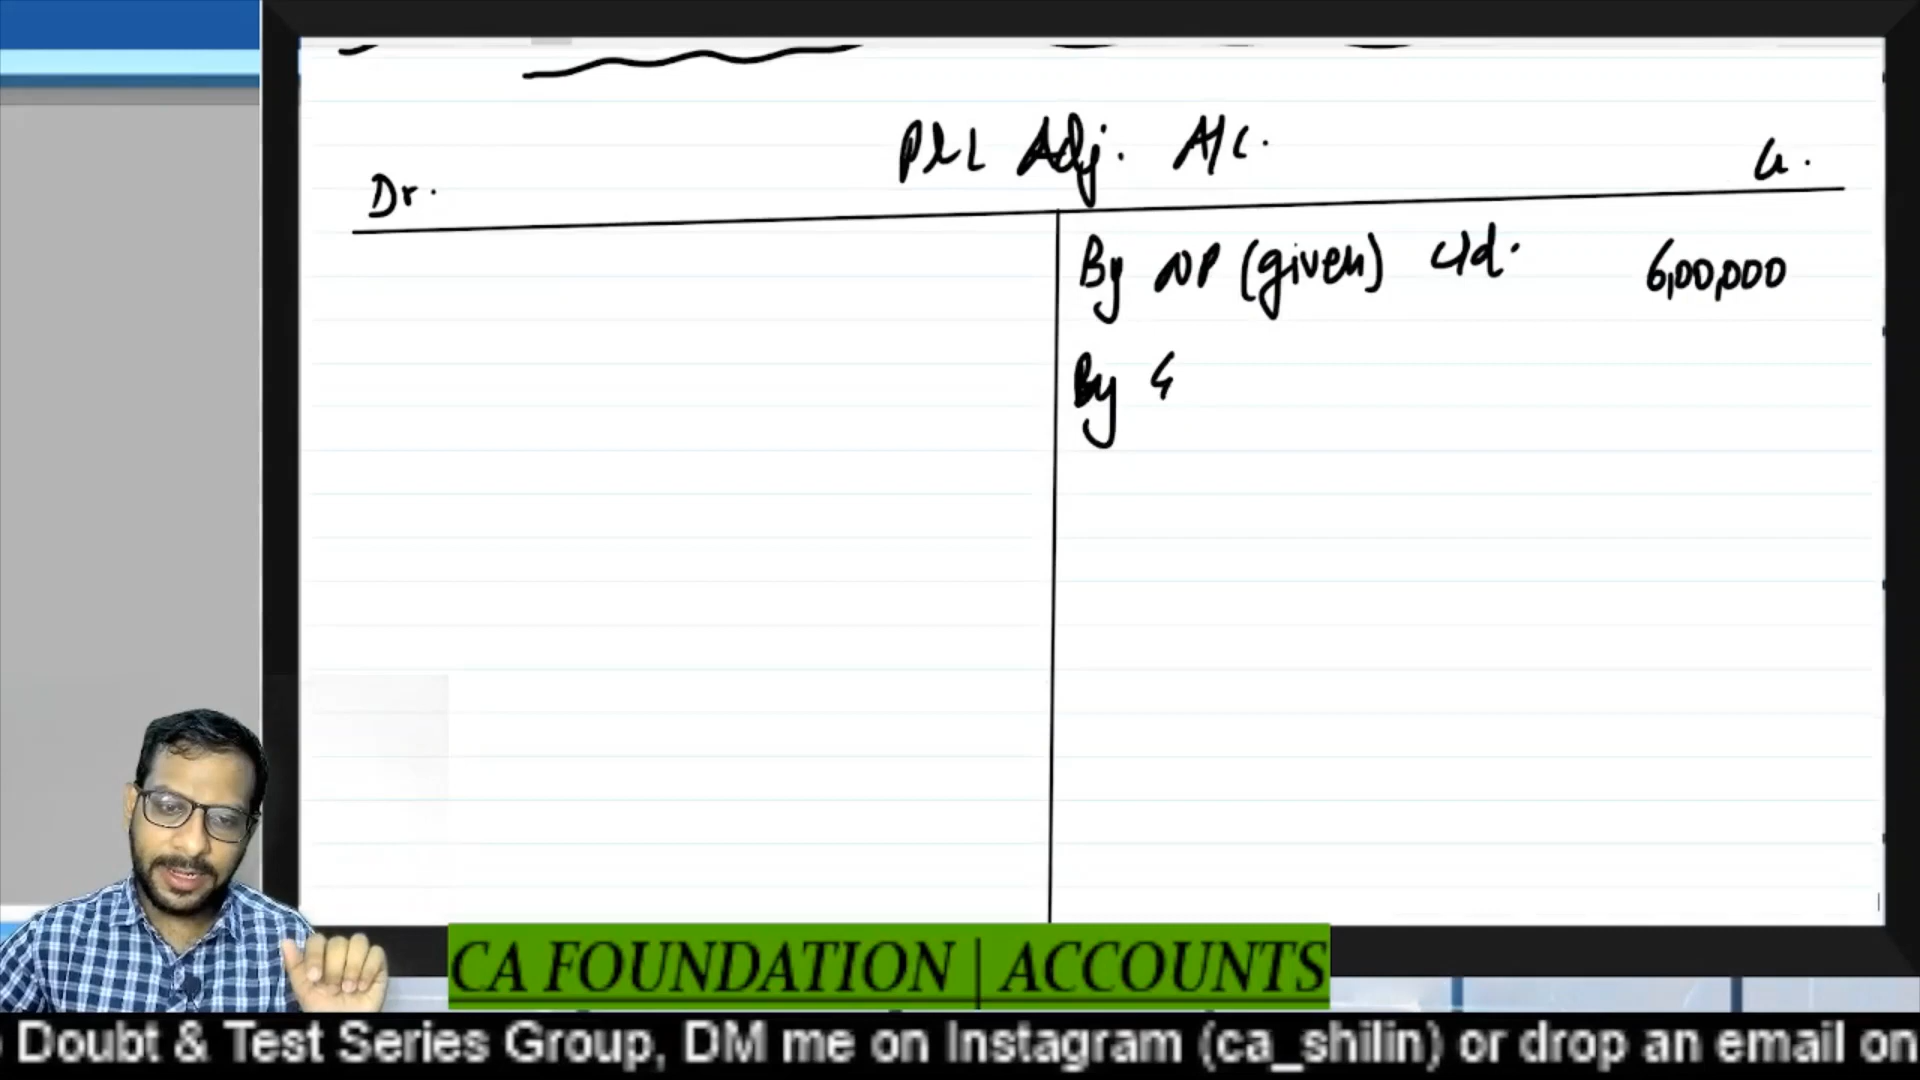 P&L Adj. A/c.
Dr.
Cr.
By NP (given) c/d. 6,00,000
By
CA FOUNDATION | ACCOUNTS
Doubt & Test Series Group, DM me on Instagram (ca_shilin) or drop an email on